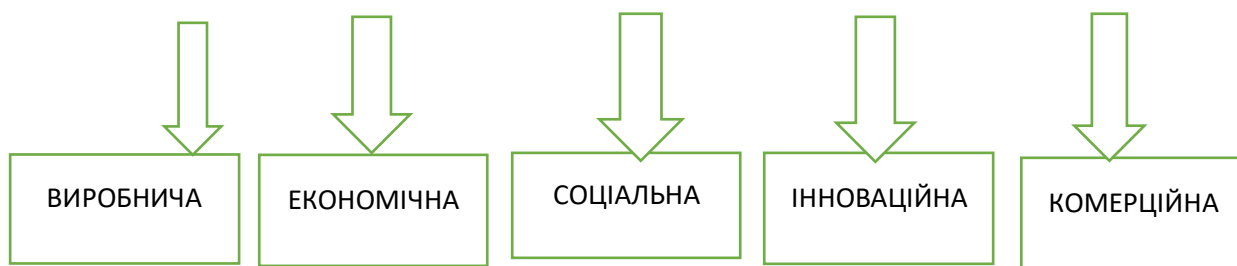 ВИРОБНИЧА
ЕКОНОМІЧНА
СОЦІАЛЬНА
ІННОВАЦІЙНА
КОМЕРЦІЙНА